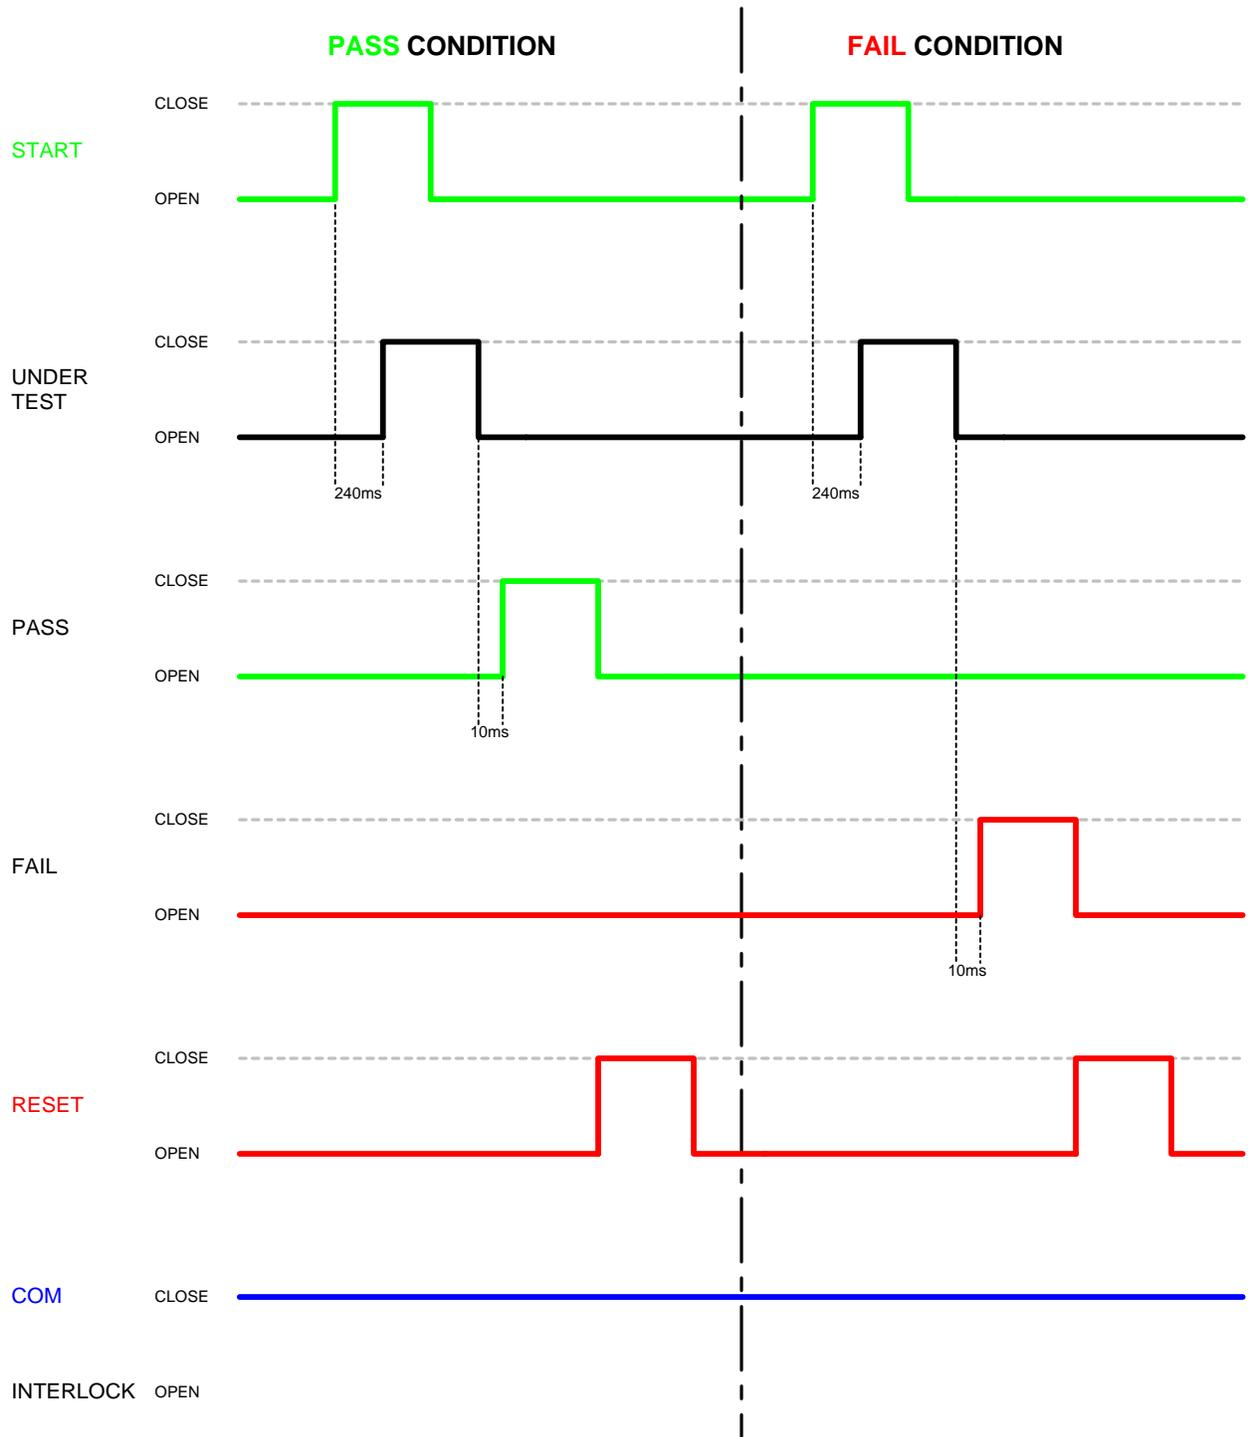 PASS CONDITION
FAIL CONDITION
CLOSE
START
OPEN
CLOSE
UNDER
TEST
OPEN
240ms
240ms
CLOSE
PASS
OPEN
10ms
CLOSE
FAIL
OPEN
10ms
CLOSE
RESET
OPEN
COM
CLOSE
INTERLOCK
OPEN